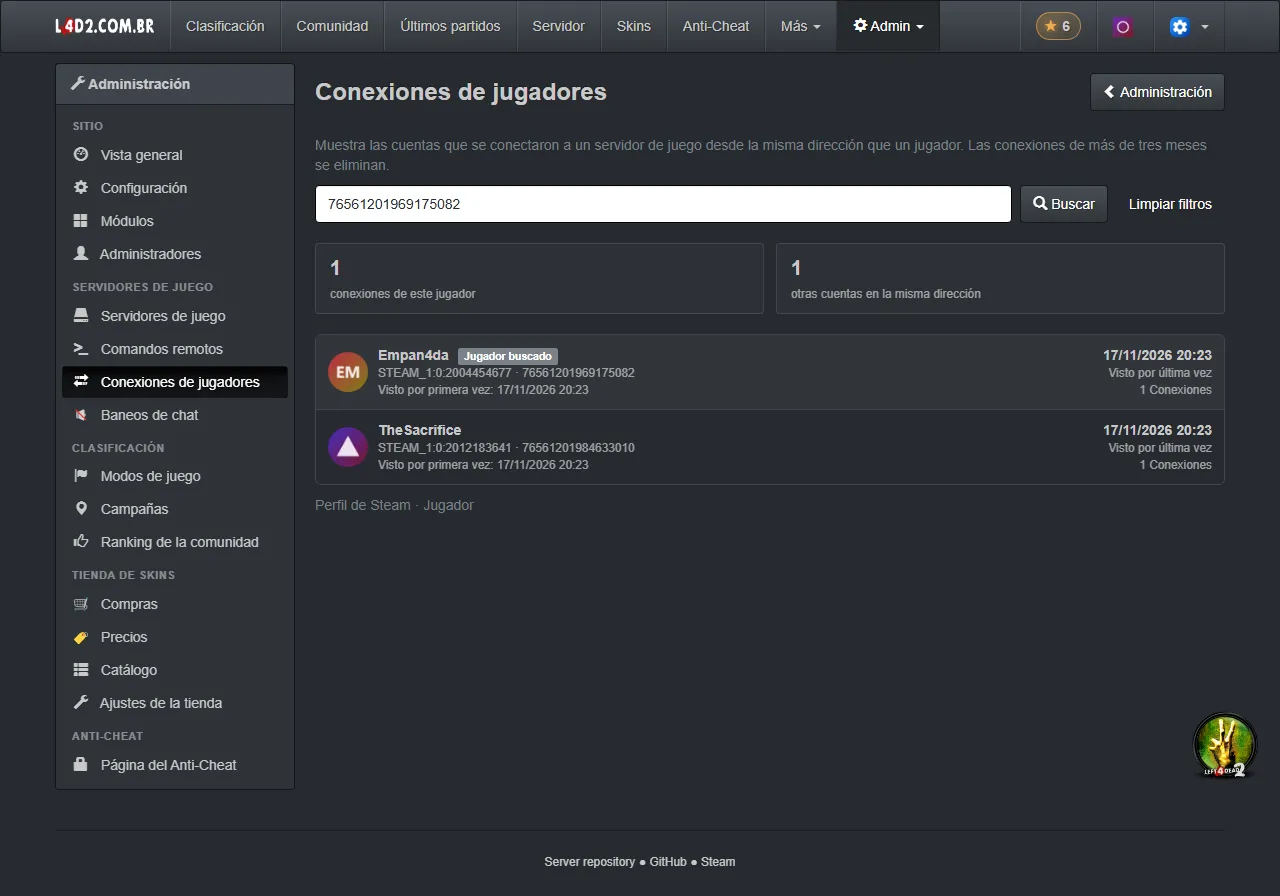 L4D2.COM.BR
Clasificación
Comunidad
Últimos partidos
Servidor
Skins
Anti-Cheat
Más
Admin
6
Administración
SITIO
Vista general
Configuración
Módulos
Administradores
SERVIDORES DE JUEGO
Servidores de juego
Comandos remotos
Conexiones de jugadores
Baneos de chat
CLASIFICACIÓN
Modos de juego
Campañas
Ranking de la comunidad
TIENDA DE SKINS
Compras
Precios
Catálogo
Ajustes de la tienda
ANTI-CHEAT
Página del Anti-Cheat
Conexiones de jugadores
Administración
Muestra las cuentas que se conectaron a un servidor de juego desde la misma dirección que un jugador. Las conexiones de más de tres meses
se eliminan.
76561201969175082
Buscar
Limpiar filtros
1
conexiones de este jugador
1
otras cuentas en la misma dirección
EM
Empan4da Jugador buscado
STEAM_1:0:2004454677 · 76561201969175082
Visto por primera vez: 17/11/2026 20:23
17/11/2026 20:23
Visto por última vez
1 Conexiones
TheSacrifice
STEAM_1:0:2012183641 · 76561201984633010
Visto por primera vez: 17/11/2026 20:23
17/11/2026 20:23
Visto por última vez
1 Conexiones
Perfil de Steam · Jugador
LEFT4DEAD2
Server repository ● GitHub ● Steam